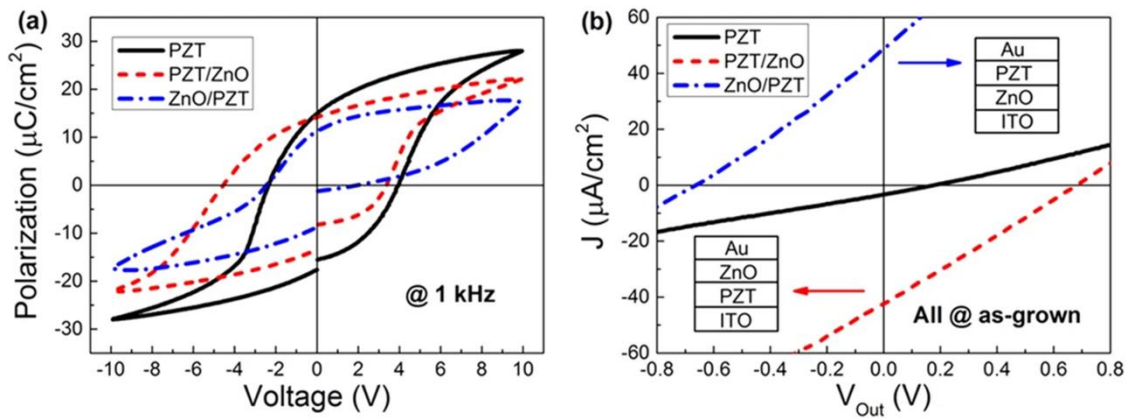 (a)
Polarization (μC/cm²)
30
20
10
0
-10
-20
-30
PZT
PZT/ZnO
ZnO/PZT
@ 1 kHz
-10 -8 -6 -4 -2 0 2 4 6 8 10
Voltage (V)
(b)
J (μA/cm²)
60
40
20
0
-20
-40
-60
PZT
PZT/ZnO
ZnO/PZT
Au
PZT
ZnO
ITO
Au
ZnO
PZT
ITO
All @ as-grown
-0.8 -0.6 -0.4 -0.2 0.0 0.2 0.4 0.6 0.8
V_Out (V)